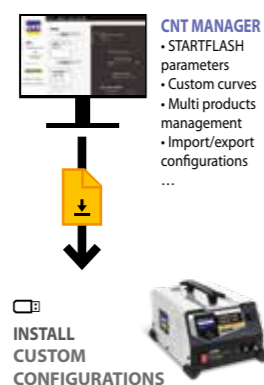 CNT MANAGER
• STARTFLASH
parameters
• Custom curves
• Multi products
management
• Import/export
configurations
...
INSTALL
CUSTOM
CONFIGURATIONS